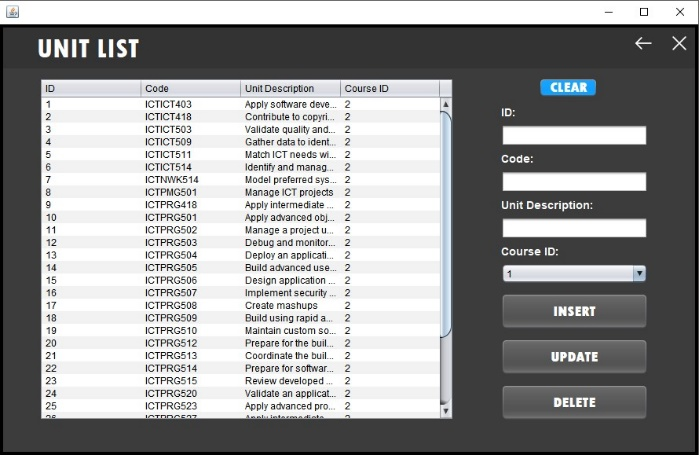 UNIT LIST
ID Code Unit Description Course ID
1 ICTICT403 Apply software deve... 2
2 ICTICT418 Contribute to copyri... 2
3 ICTICT503 Validate quality and... 2
4 ICTICT509 Gather data to ident... 2
5 ICTICT511 Match ICT needs wi... 2
6 ICTICT514 Identify and manag... 2
7 ICTNWK514 Model preferred sys... 2
8 ICTPMG501 Manage ICT projects 2
9 ICTPRG418 Apply intermediate ... 2
10 ICTPRG501 Apply advanced obj... 2
11 ICTPRG502 Manage a project u... 2
12 ICTPRG503 Debug and monitor... 2
13 ICTPRG504 Deploy an applicati... 2
14 ICTPRG505 Build advanced use... 2
15 ICTPRG506 Design application ... 2
16 ICTPRG507 Implement security ... 2
17 ICTPRG508 Create mashups 2
18 ICTPRG509 Build using rapid a... 2
19 ICTPRG510 Maintain custom so... 2
20 ICTPRG512 Prepare for the buil... 2
21 ICTPRG513 Coordinate the buil... 2
22 ICTPRG514 Prepare for softwar... 2
23 ICTPRG515 Review developed ... 2
24 ICTPRG520 Validate an applicat... 2
25 ICTPRG523 Apply advanced pro... 2
26 ICTPRG527 Apply intermediate ... 2
CLEAR
ID:
Code:
Unit Description:
Course ID:
1
INSERT
UPDATE
DELETE